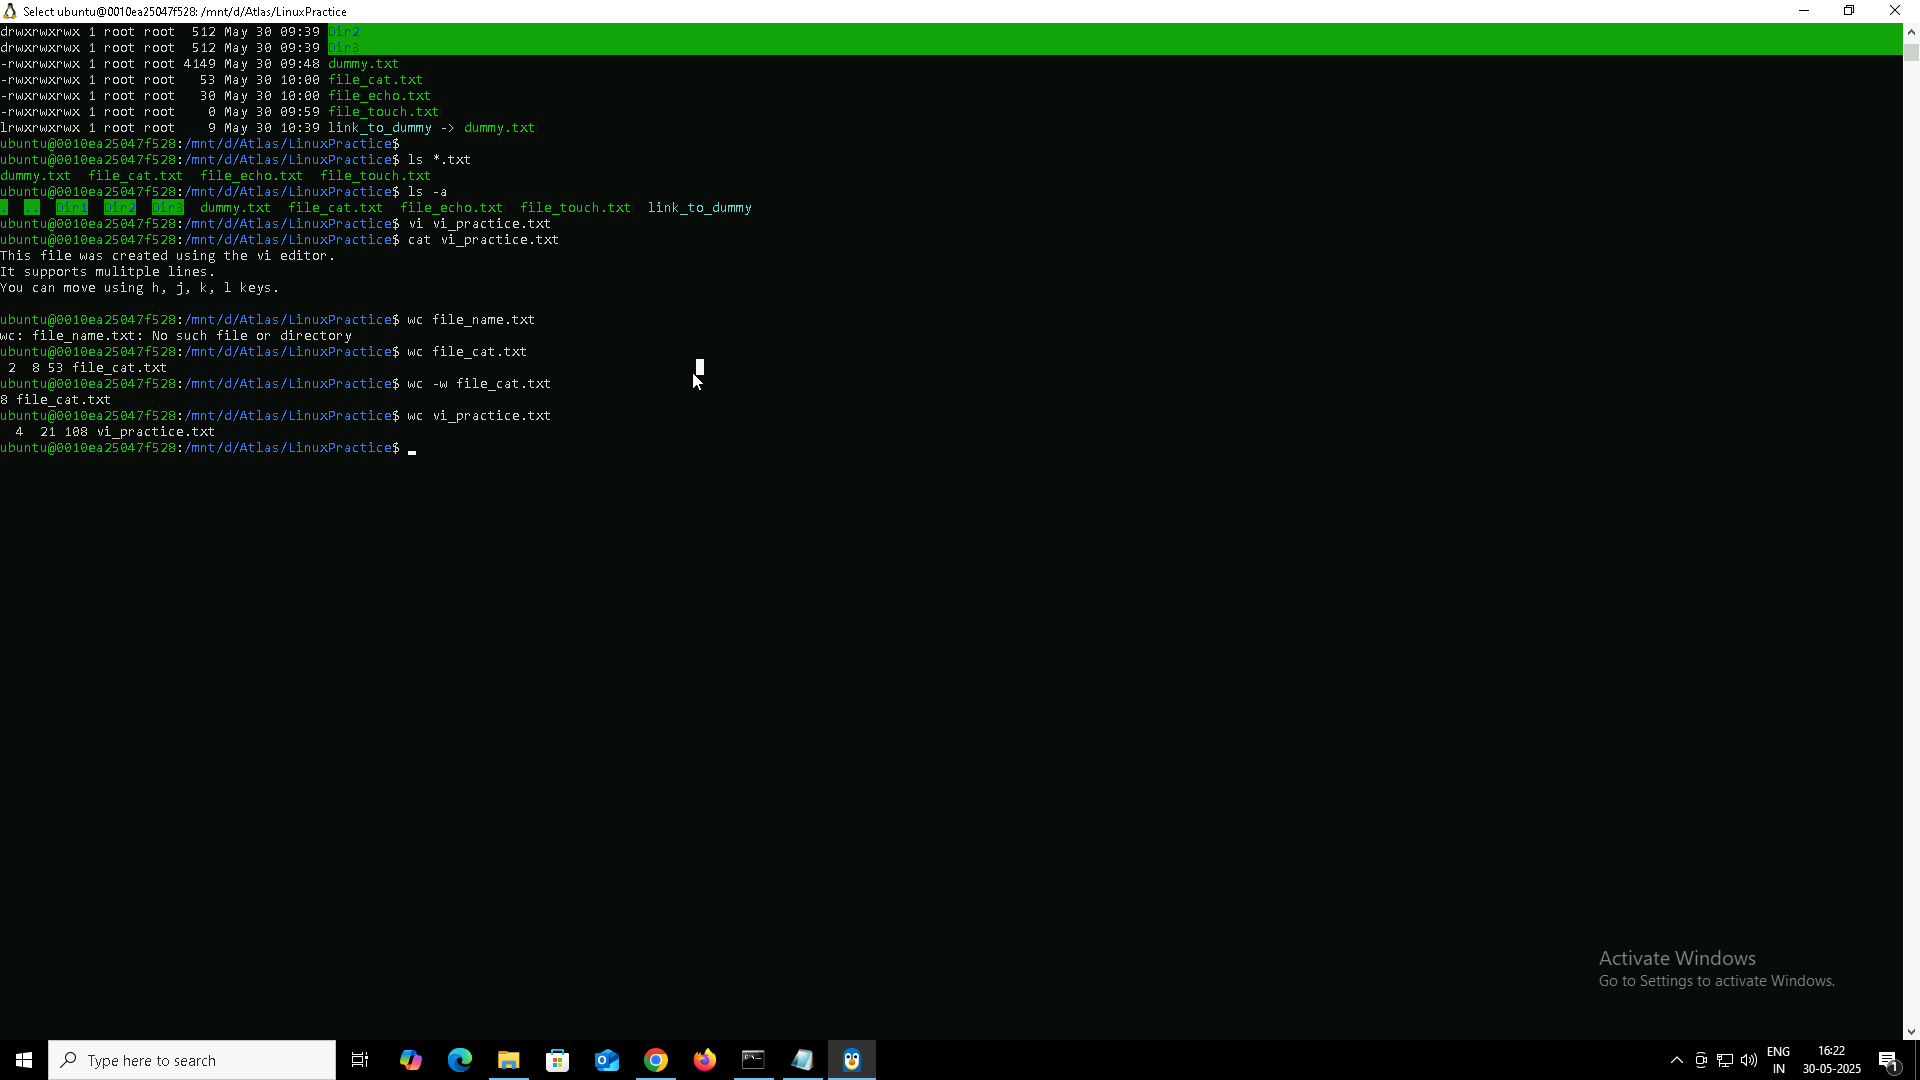 Select ubuntu@0010ea25047f528: /mnt/d/Atlas/LinuxPractice
drwxrwxrwx 1 root root  512 May 30 09:39 Dir2
drwxrwxrwx 1 root root  512 May 30 09:39 Dir3
-rwxrwxrwx 1 root root 4149 May 30 09:48 dummy.txt
-rwxrwxrwx 1 root root   53 May 30 10:00 file_cat.txt
-rwxrwxrwx 1 root root   30 May 30 10:00 file_echo.txt
-rwxrwxrwx 1 root root    0 May 30 09:59 file_touch.txt
lrwxrwxrwx 1 root root    9 May 30 10:39 link_to_dummy -> dummy.txt
ubuntu@0010ea25047f528:/mnt/d/Atlas/LinuxPractice$
ubuntu@0010ea25047f528:/mnt/d/Atlas/LinuxPractice$ ls *.txt
dummy.txt  file_cat.txt  file_echo.txt  file_touch.txt
ubuntu@0010ea25047f528:/mnt/d/Atlas/LinuxPractice$ ls -a
.  ..  Dir1  Dir2  Dir3  dummy.txt  file_cat.txt  file_echo.txt  file_touch.txt  link_to_dummy
ubuntu@0010ea25047f528:/mnt/d/Atlas/LinuxPractice$ vi vi_practice.txt
ubuntu@0010ea25047f528:/mnt/d/Atlas/LinuxPractice$ cat vi_practice.txt
This file was created using the vi editor.
It supports mulitple lines.
You can move using h, j, k, l keys.
ubuntu@0010ea25047f528:/mnt/d/Atlas/LinuxPractice$ wc file_name.txt
wc: file_name.txt: No such file or directory
ubuntu@0010ea25047f528:/mnt/d/Atlas/LinuxPractice$ wc file_cat.txt
 2  8 53 file_cat.txt
ubuntu@0010ea25047f528:/mnt/d/Atlas/LinuxPractice$ wc -w file_cat.txt
8 file_cat.txt
ubuntu@0010ea25047f528:/mnt/d/Atlas/LinuxPractice$ wc vi_practice.txt
  4  21 108 vi_practice.txt
ubuntu@0010ea25047f528:/mnt/d/Atlas/LinuxPractice$
Activate Windows
Go to Settings to activate Windows.
Type here to search
ENG
IN
16:22
30-05-2025
1